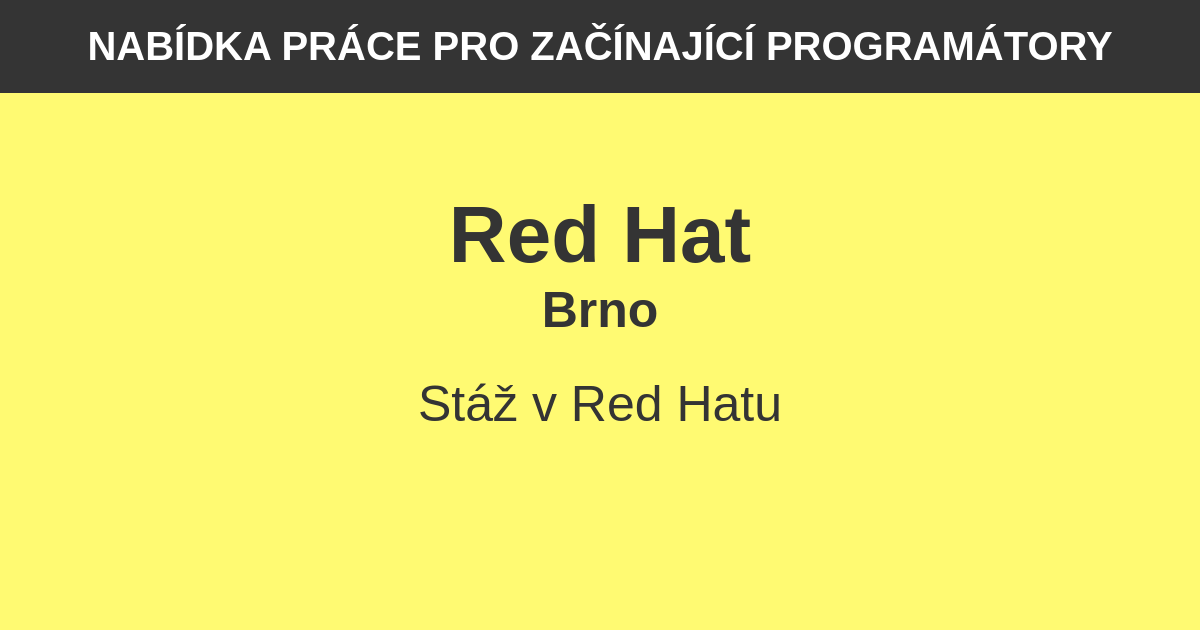 NABÍDKA PRÁCE PRO ZAČÍNAJÍCÍ PROGRAMÁTORY
Red Hat
Brno
Stáž v Red Hatu